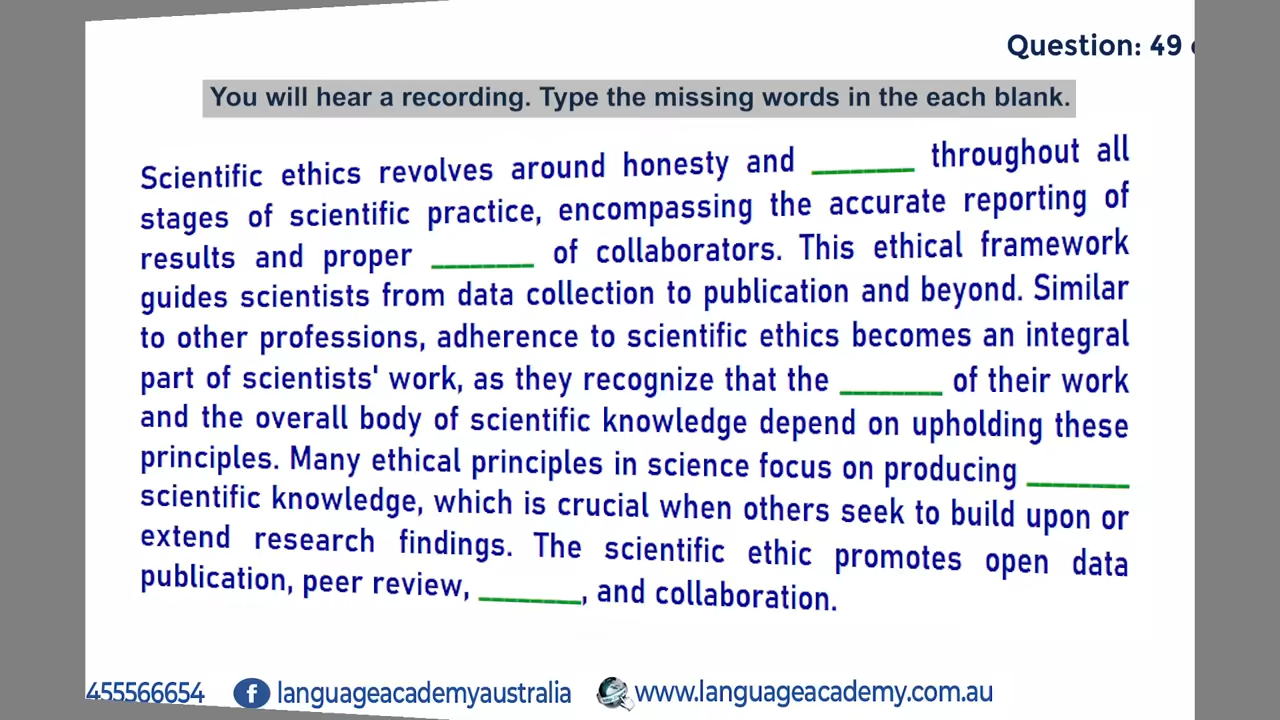 Question: 49
You will hear a recording. Type the missing words in the each blank.
Scientific ethics revolves around honesty and _______ throughout all
stages of scientific practice, encompassing the accurate reporting of
results and proper _______ of collaborators. This ethical framework
guides scientists from data collection to publication and beyond. Similar
to other professions, adherence to scientific ethics becomes an integral
part of scientists' work, as they recognize that the _______ of their work
and the overall body of scientific knowledge depend on upholding these
principles. Many ethical principles in science focus on producing _______
scientific knowledge, which is crucial when others seek to build upon or
extend research findings. The scientific ethic promotes open data
publication, peer review, _______, and collaboration.
455566654 languageacademyaustralia www.languageacademy.com.au